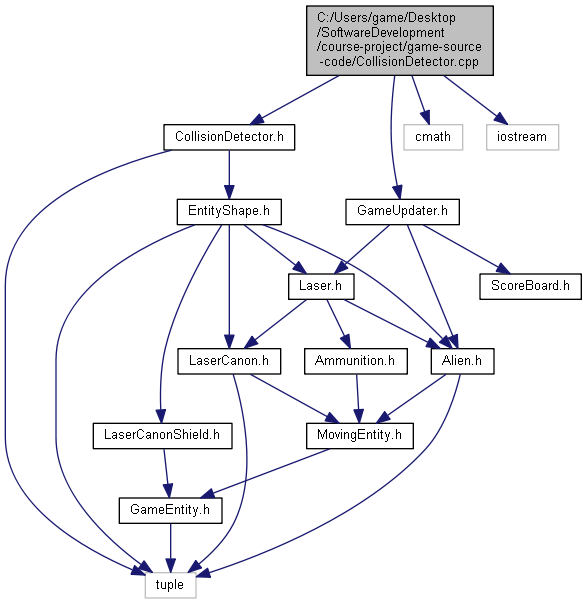 C:/Users/game/Desktop
/SoftwareDevelopment
/course-project/game-source
-code/CollisionDetector.cpp
CollisionDetector.h
cmath
iostream
EntityShape.h
GameUpdater.h
Laser.h
ScoreBoard.h
LaserCanon.h
Ammunition.h
Alien.h
LaserCanonShield.h
MovingEntity.h
GameEntity.h
tuple